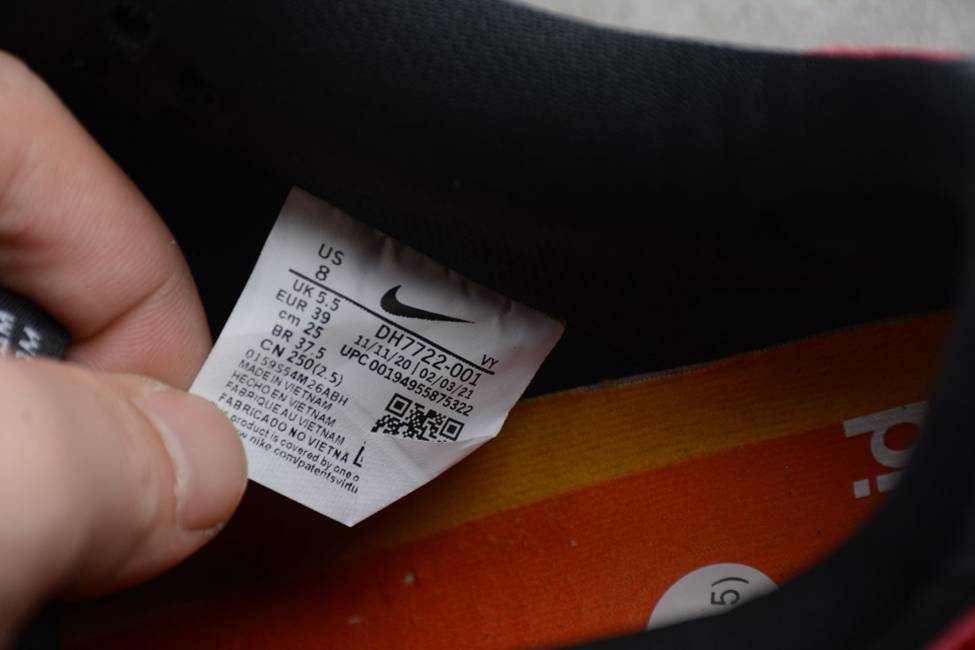 US
8
UK 5.5
EUR 39
cm 25
BR 37,5
CN 250(2.5)
0159554M26ABH
MADE IN VIETNAM
HECHO EN VIETNAM
FABRIQUE AU VIETNAM
FABRICADO NO VIETNA
product is covered by one o
nike.com/patentsvirtu
DH7722-001 VY
11/11/20 | 02/03/21
UPC 00194955875322
L
5)